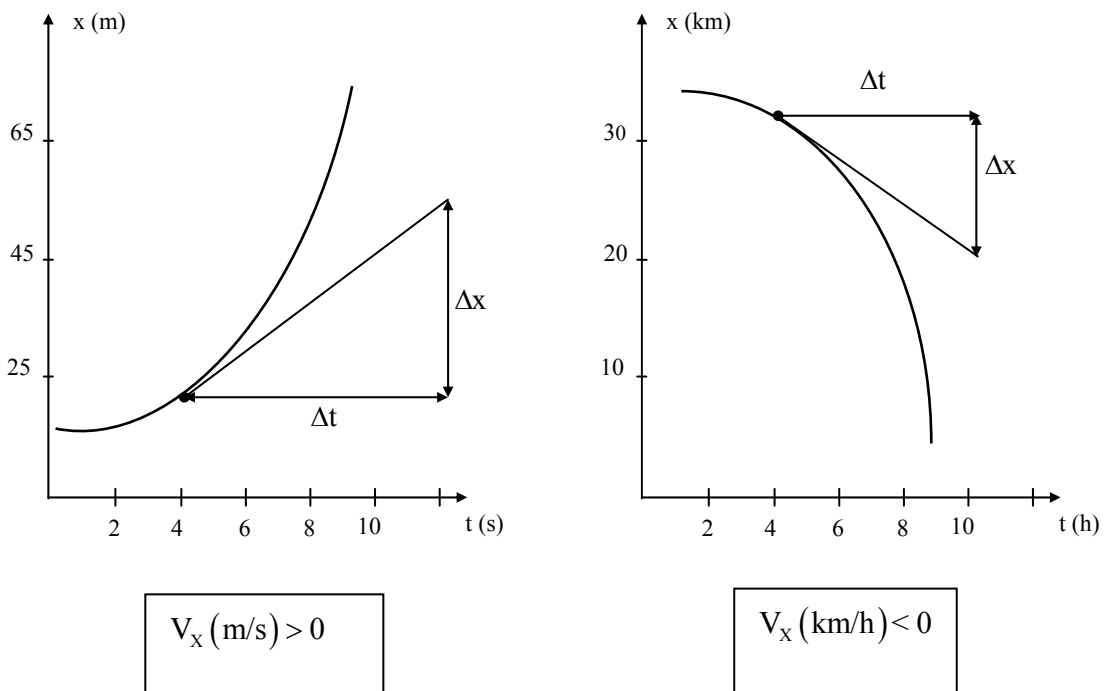 x (m)
65
45
25
Δx
Δt
2 4 6 8 10
t (s)
V_X (m/s) > 0
x (km)
Δt
30
Δx
20
10
2 4 6 8 10
t (h)
V_X (km/h) < 0